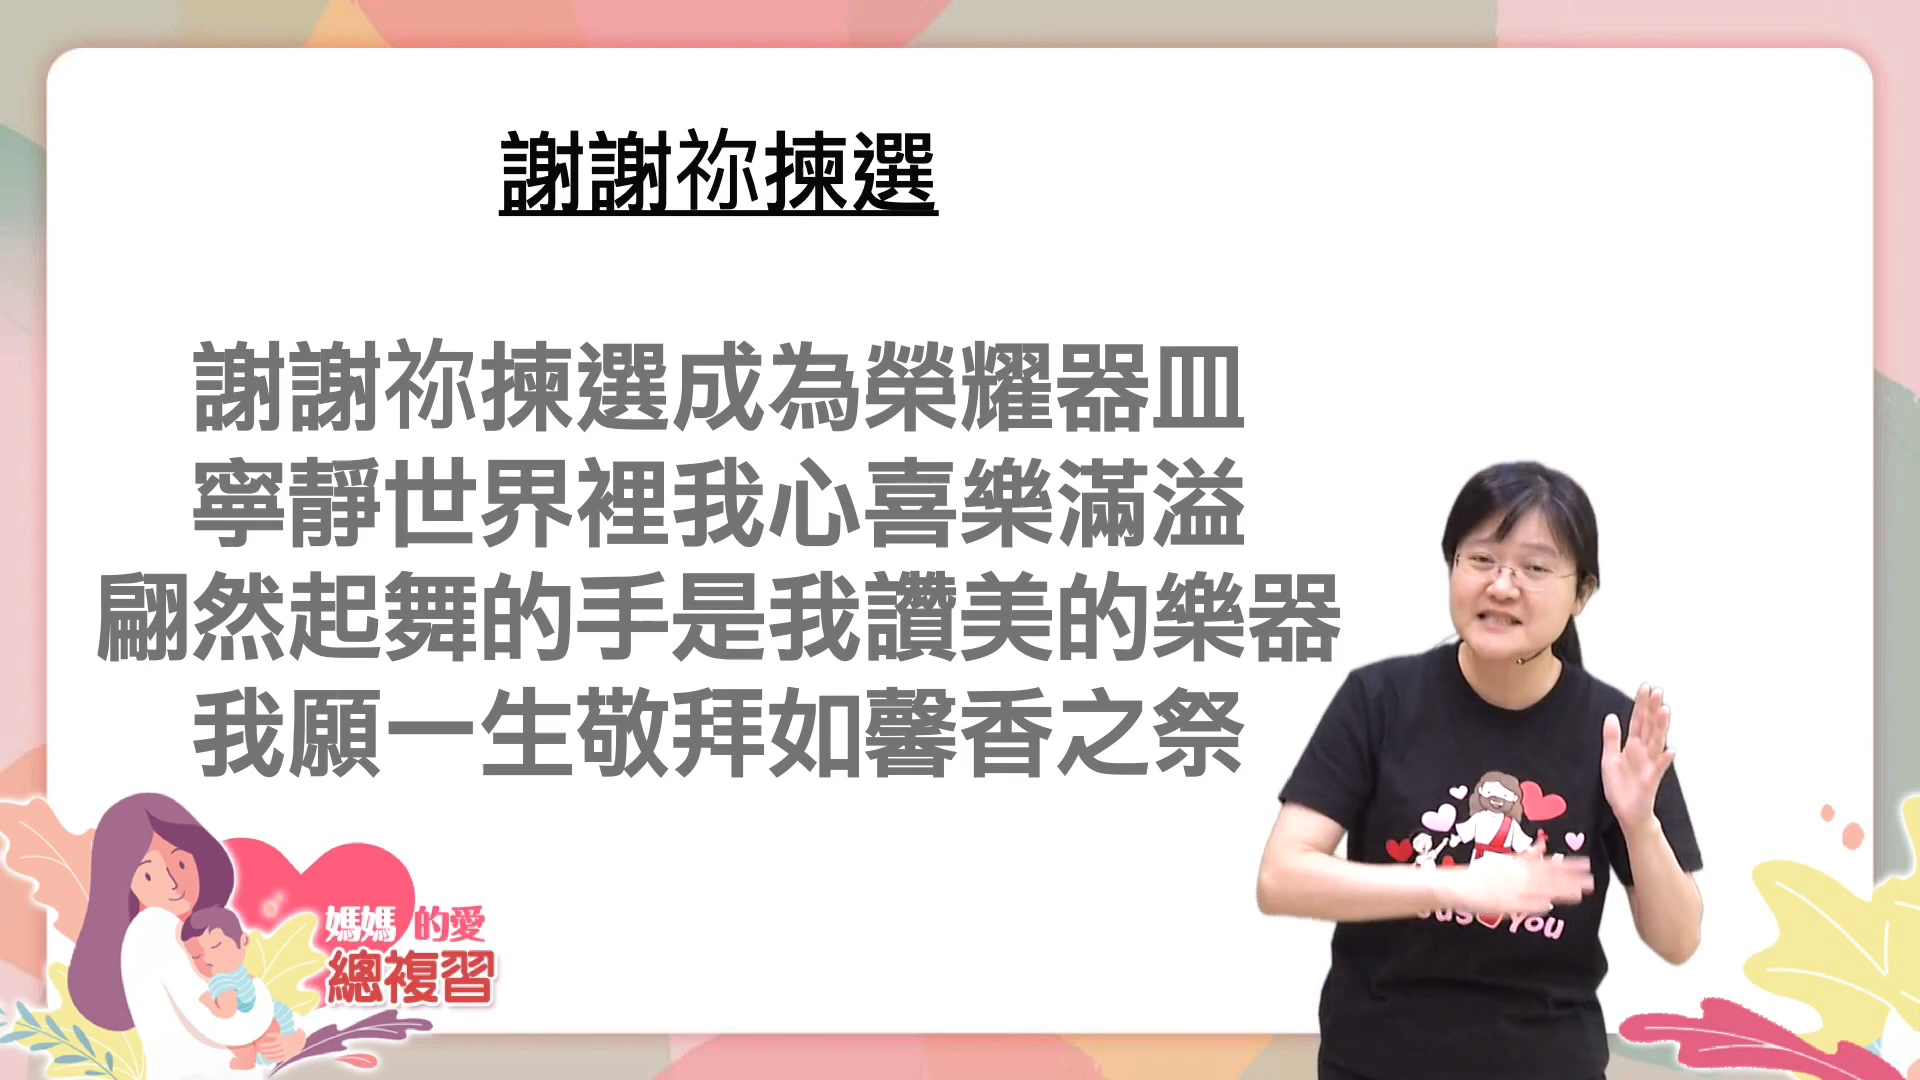 謝謝祢揀選
謝謝祢揀選成為榮耀器皿
寧靜世界裡我心喜樂滿溢
翩然起舞的手是我讚美的樂器
我願一生敬拜如馨香之祭
媽媽的愛
總複習
You